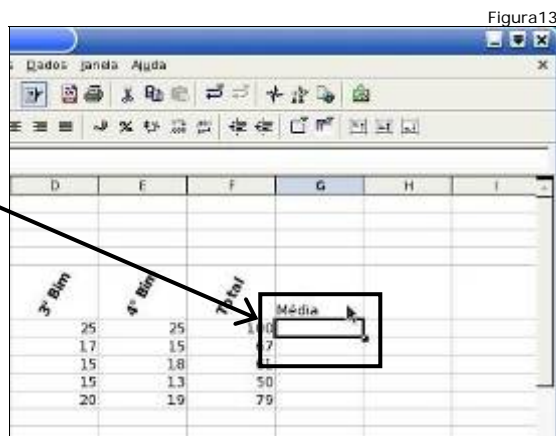 Figura13
Dados Janela Ajuda
D E F G H I
3º Bim 4º Bim Total Média
25 25 100
17 15 67
15 18
15 13 50
20 19 79